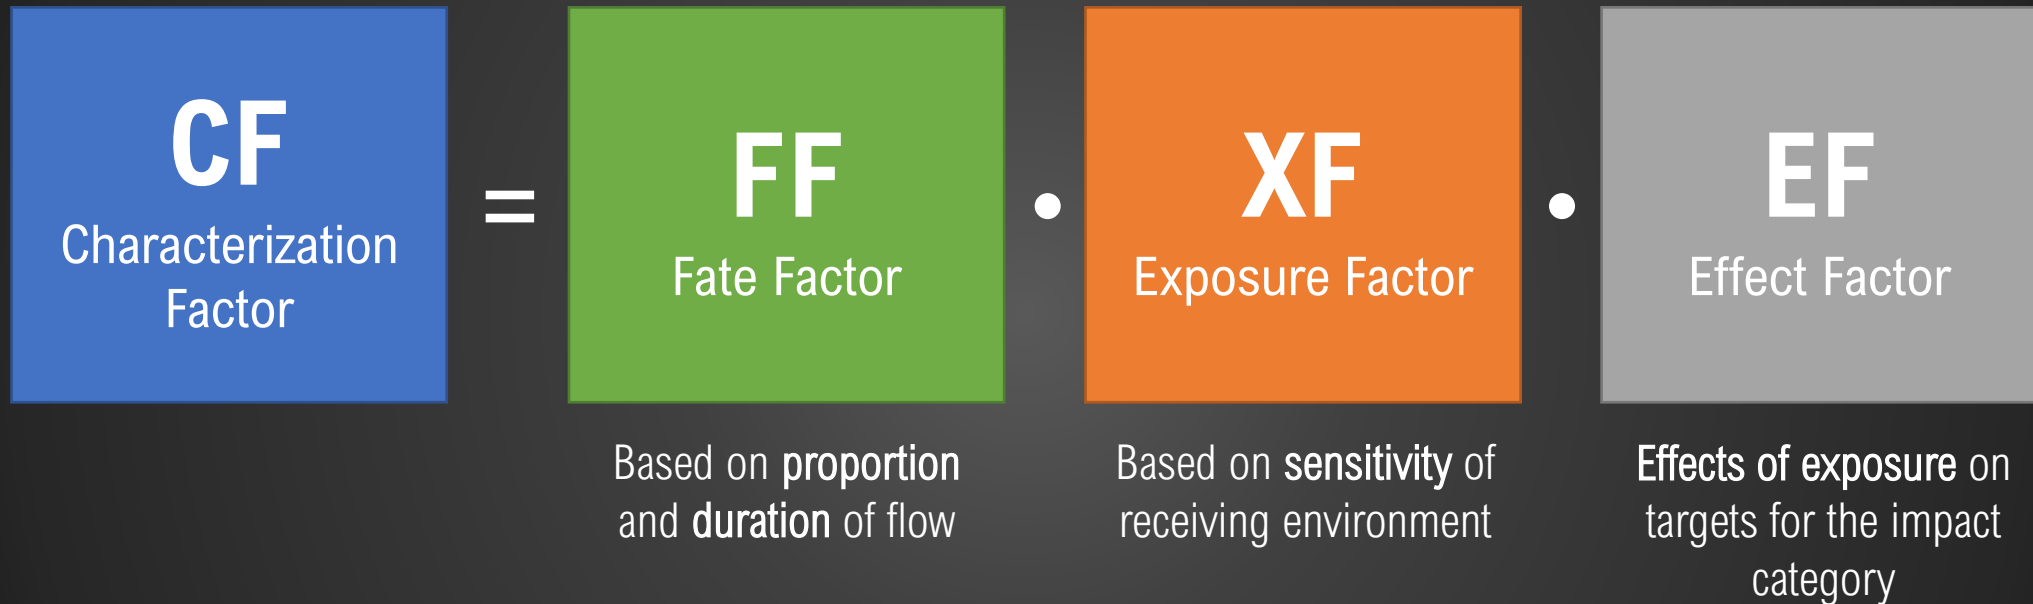 CF
Characterization
Factor
=
FF
Fate Factor
•
XF
Exposure Factor
•
EF
Effect Factor
Based on proportion
and duration of flow
Based on sensitivity of
receiving environment
Effects of exposure on
targets for the impact
category